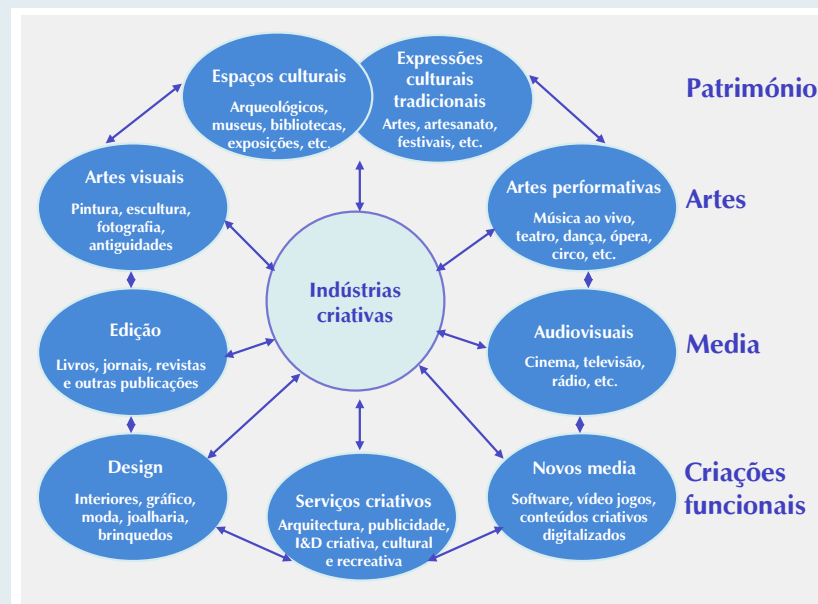 Espaços culturais
Arqueológicos,
museus, bibliotecas,
exposições, etc.
Expressões
culturais
tradicionais
Artes, artesanato,
festivais, etc.
Património
Artes visuais
Pintura, escultura,
fotografia,
antiguidades
Artes performativas
Música ao vivo,
teatro, dança, ópera,
circo, etc.
Artes
Indústrias
criativas
Edição
Livros, jornais, revistas
e outras publicações
Audiovisuais
Cinema, televisão,
rádio, etc.
Media
Design
Interiores, gráfico,
moda, joalharia,
brinquedos
Serviços criativos
Arquitectura, publicidade,
I&D criativa, cultural
e recreativa
Novos media
Software, vídeo jogos,
conteúdos criativos
digitalizados
Criações
funcionais